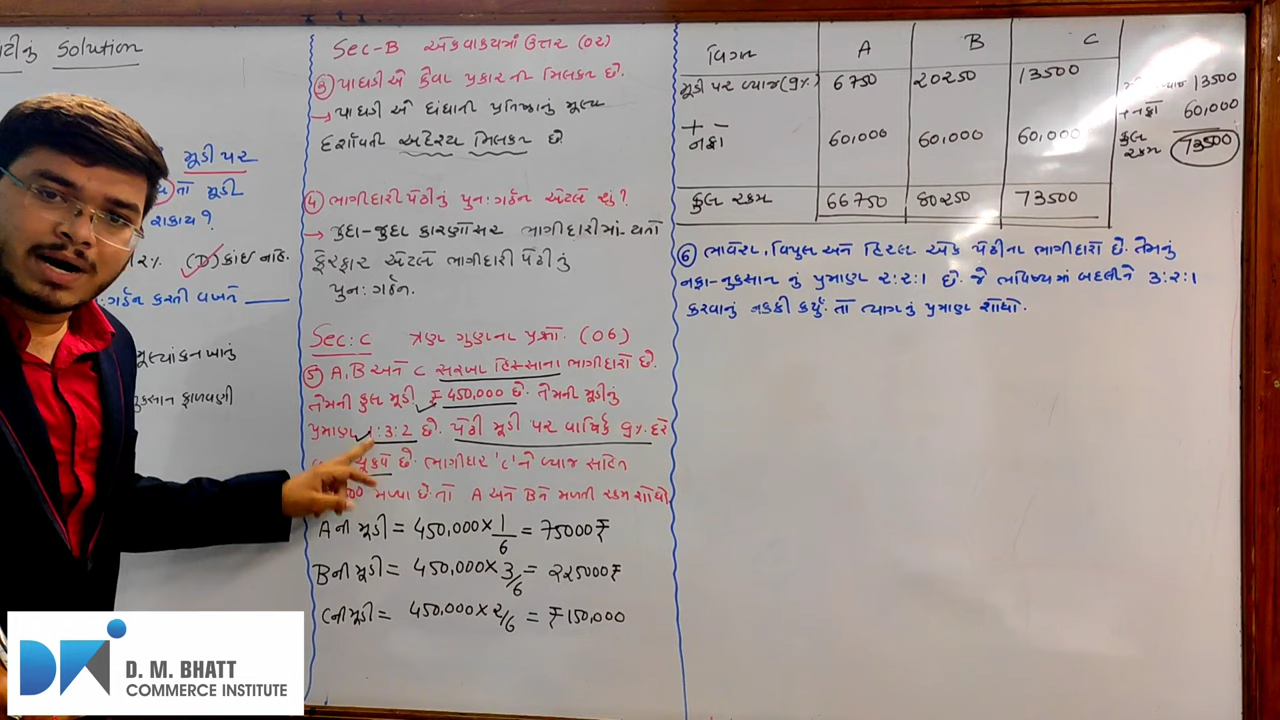 Solution
મૂડી પર
તો મૂડી
શકાય?
(D) કાંઈ નહિ.
ગઠન કરતી વખતે ____
મૂલ્યાંકન ખાતું
નુકસાન ફાળવણી
Sec-B એકવાક્યમાં ઉત્તર (02)
③ પાઘડી એ કેવા પ્રકાર ની મિલકત છે.
→ પાઘડી એ ધંધાની પ્રતિષ્ઠાનું મૂલ્ય
દર્શાવતી અદ્રશ્ય મિલકત છે
④ ભાગીદારી પેઢીનું પુન:ગઠન એટલે શું?
→ જુદા-જુદા કારણોસર ભાગીદારીમાં થતો
ફેરફાર એટલે ભાગીદારી પેઢીનું
પુન: ગઠન.
Sec:C ત્રણ ગુણના પ્રશ્નો. (06)
⑤ A,B અને C સરખા હિસ્સાના ભાગીદારો છે.
તેમની કુલ મૂડી ₹ 450,000 છે. તેમની મૂડીનું
પ્રમાણ 1:3:2 છે. પેઢી મૂડી પર વાર્ષિક 9% દરે
ચૂકવે છે. ભાગીદાર 'C' ને વ્યાજ સહિત
મળ્યા છે. તો A અને B ને મળતી રકમ શોધો
A ની મૂડી = 450,000 × 1/6 = 75000 ₹
B ની મૂડી = 450,000 × 3/6 = 225000 ₹
C ની મૂડી = 450,000 × 2/6 = ₹ 150,000
વિગત A B C
મૂડી પર વ્યાજ (9%) 6750 20250 13500
+ -
નફો 60,000 60,000 60,000
કુલ રકમ 66750 80250 73500
વ્યાજ 13500
+ નફો 60,000
કુલ રકમ 73500
⑥ ભાવેશ, વિપુલ અને હિરલ એક પેઢીના ભાગીદારો છે. તેમનું
નફા-નુકસાન નું પ્રમાણ 2:2:1 છે. જે ભવિષ્યમાં બદલીને 3:2:1
કરવાનું નક્કી કર્યું. તો ત્યાગનું પ્રમાણ શોધો.
D. M. BHATT
COMMERCE INSTITUTE